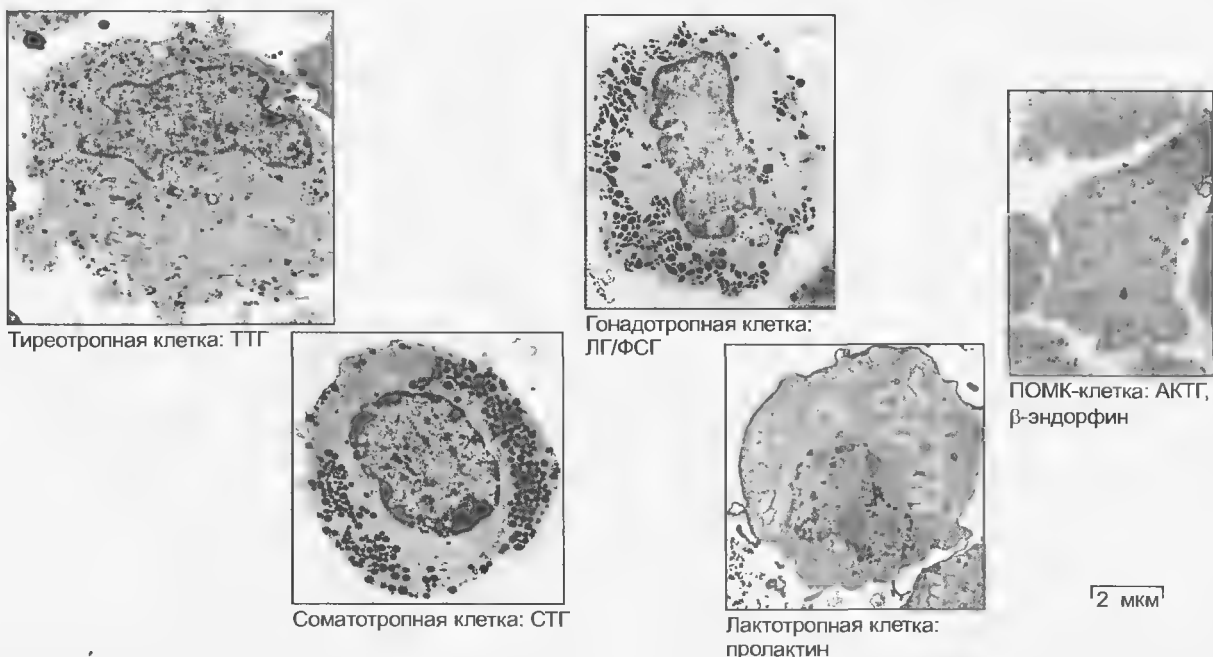 Тиреотропная клетка: ТТГ
Гонадотропная клетка:
ЛГ/ФСГ
ПОМК-клетка: АКТГ,
β-эндорфин
Соматотропная клетка: СТГ
Лактотропная клетка:
пролактин
2 мкм